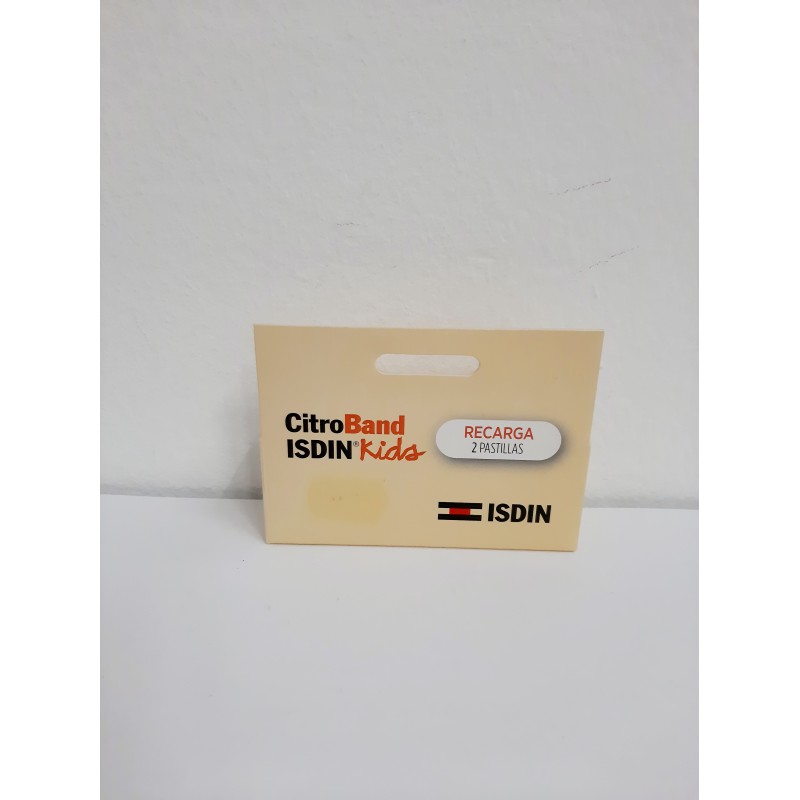 CitroBand
ISDIN® Kids
RECARGA
2 PASTILLAS
ISDIN